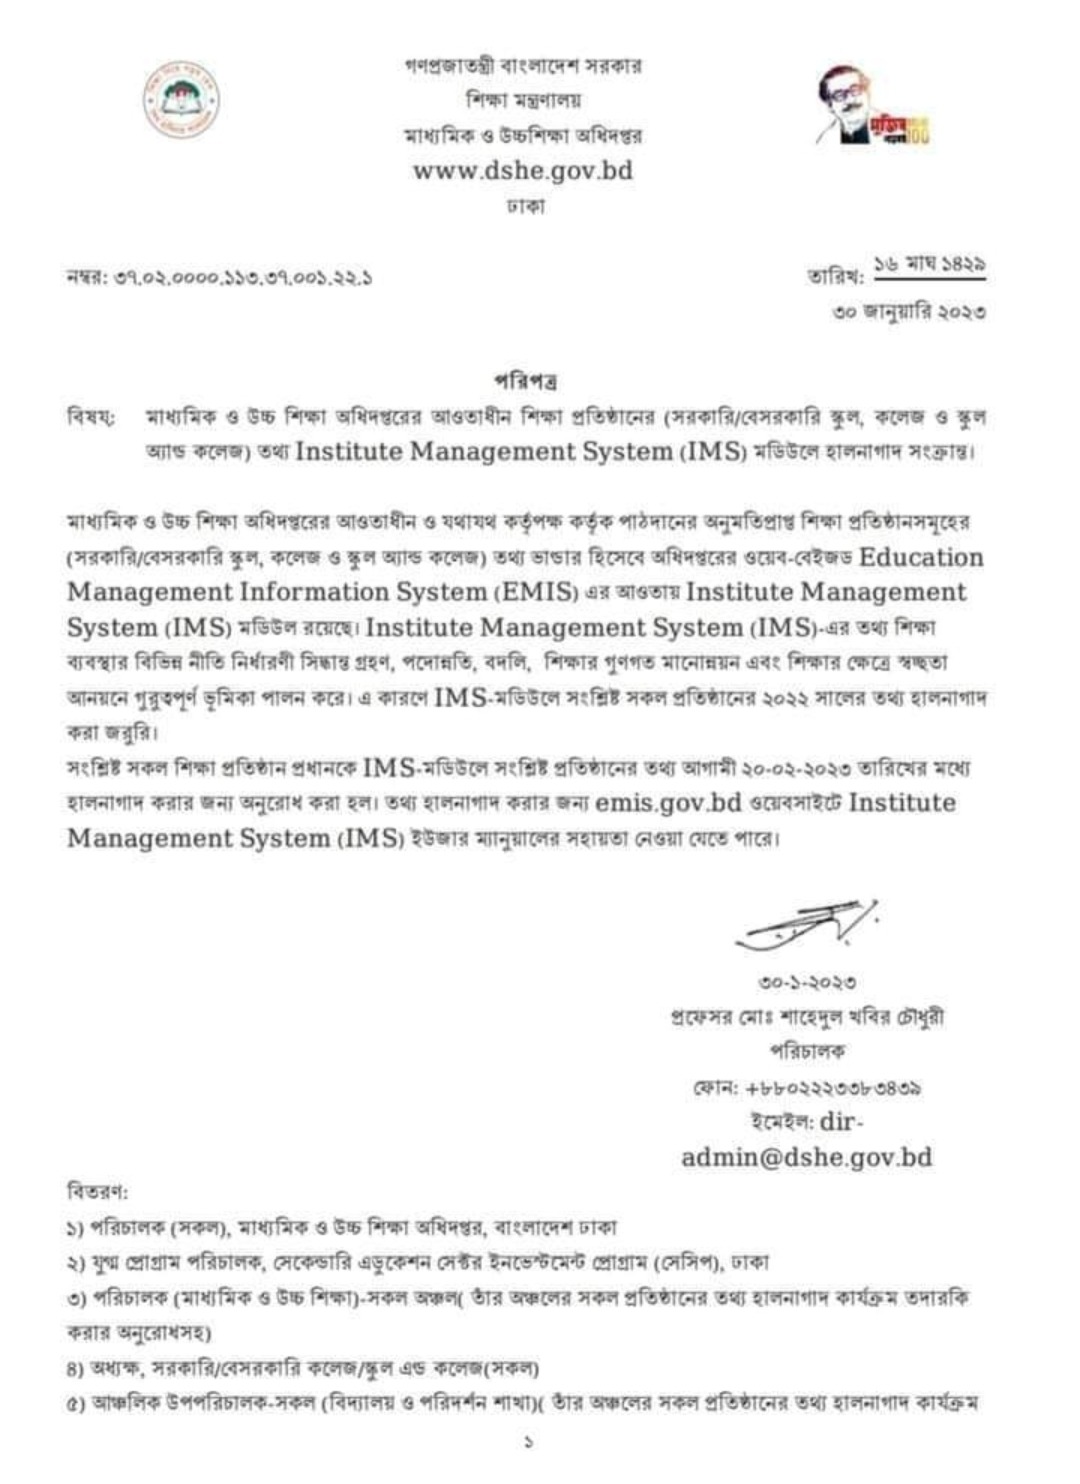 গণপ্রজাতন্ত্রী বাংলাদেশ সরকার
শিক্ষা মন্ত্রণালয়
মাধ্যমিক ও উচ্চশিক্ষা অধিদপ্তর
www.dshe.gov.bd
ঢাকা
নম্বর: ৩৭.০২.০০০০.১১৩.৩৭.০০১.২২.১
তারিখ: ১৬ মাঘ ১৪২৯
৩০ জানুয়ারি ২০২৩
পরিপত্র
বিষয়: মাধ্যমিক ও উচ্চ শিক্ষা অধিদপ্তরের আওতাধীন শিক্ষা প্রতিষ্ঠানের (সরকারি/বেসরকারি স্কুল, কলেজ ও স্কুল
অ্যান্ড কলেজ) তথ্য Institute Management System (IMS) মডিউলে হালনাগাদ সংক্রান্ত।
মাধ্যমিক ও উচ্চ শিক্ষা অধিদপ্তরের আওতাধীন ও যথাযথ কর্তৃপক্ষ কর্তৃক পাঠদানের অনুমতিপ্রাপ্ত শিক্ষা প্রতিষ্ঠানসমূহের
(সরকারি/বেসরকারি স্কুল, কলেজ ও স্কুল অ্যান্ড কলেজ) তথ্য ভান্ডার হিসেবে অধিদপ্তরের ওয়েব-বেইজড Education
Management Information System (EMIS) এর আওতায় Institute Management
System (IMS) মডিউল রয়েছে। Institute Management System (IMS)-এর তথ্য শিক্ষা
ব্যবস্থার বিভিন্ন নীতি নির্ধারণী সিদ্ধান্ত গ্রহণ, পদোন্নতি, বদলি, শিক্ষার গুণগত মানোন্নয়ন এবং শিক্ষার ক্ষেত্রে স্বচ্ছতা
আনয়নে গুরুত্বপূর্ণ ভূমিকা পালন করে। এ কারণে IMS-মডিউলে সংশ্লিষ্ট সকল প্রতিষ্ঠানের ২০২২ সালের তথ্য হালনাগাদ
করা জরুরি।
সংশ্লিষ্ট সকল শিক্ষা প্রতিষ্ঠান প্রধানকে IMS-মডিউলে সংশ্লিষ্ট প্রতিষ্ঠানের তথ্য আগামী ২০-০২-২০২৩ তারিখের মধ্যে
হালনাগাদ করার জন্য অনুরোধ করা হল। তথ্য হালনাগাদ করার জন্য emis.gov.bd ওয়েবসাইটে Institute
Management System (IMS) ইউজার ম্যানুয়ালের সহায়তা নেওয়া যেতে পারে।
৩০-১-২০২৩
প্রফেসর মোঃ শাহেদুল খবির চৌধুরী
পরিচালক
ফোন: +৮৮০২২২৩৩৮৩৪৩৯
ইমেইল: dir-
admin@dshe.gov.bd
বিতরণ:
১) পরিচালক (সকল), মাধ্যমিক ও উচ্চ শিক্ষা অধিদপ্তর, বাংলাদেশ ঢাকা
২) যুগ্ম প্রোগ্রাম পরিচালক, সেকেন্ডারি এডুকেশন সেক্টর ইনভেস্টমেন্ট প্রোগ্রাম (সেসিপ), ঢাকা
৩) পরিচালক (মাধ্যমিক ও উচ্চ শিক্ষা)-সকল অঞ্চল( তাঁর অঞ্চলের সকল প্রতিষ্ঠানের তথ্য হালনাগাদ কার্যক্রম তদারকি
করার অনুরোধসহ)
৪) অধ্যক্ষ, সরকারি/বেসরকারি কলেজ/স্কুল এন্ড কলেজ(সকল)
৫) আঞ্চলিক উপপরিচালক-সকল (বিদ্যালয় ও পরিদর্শন শাখা)( তাঁর অঞ্চলের সকল প্রতিষ্ঠানের তথ্য হালনাগাদ কার্যক্রম
১